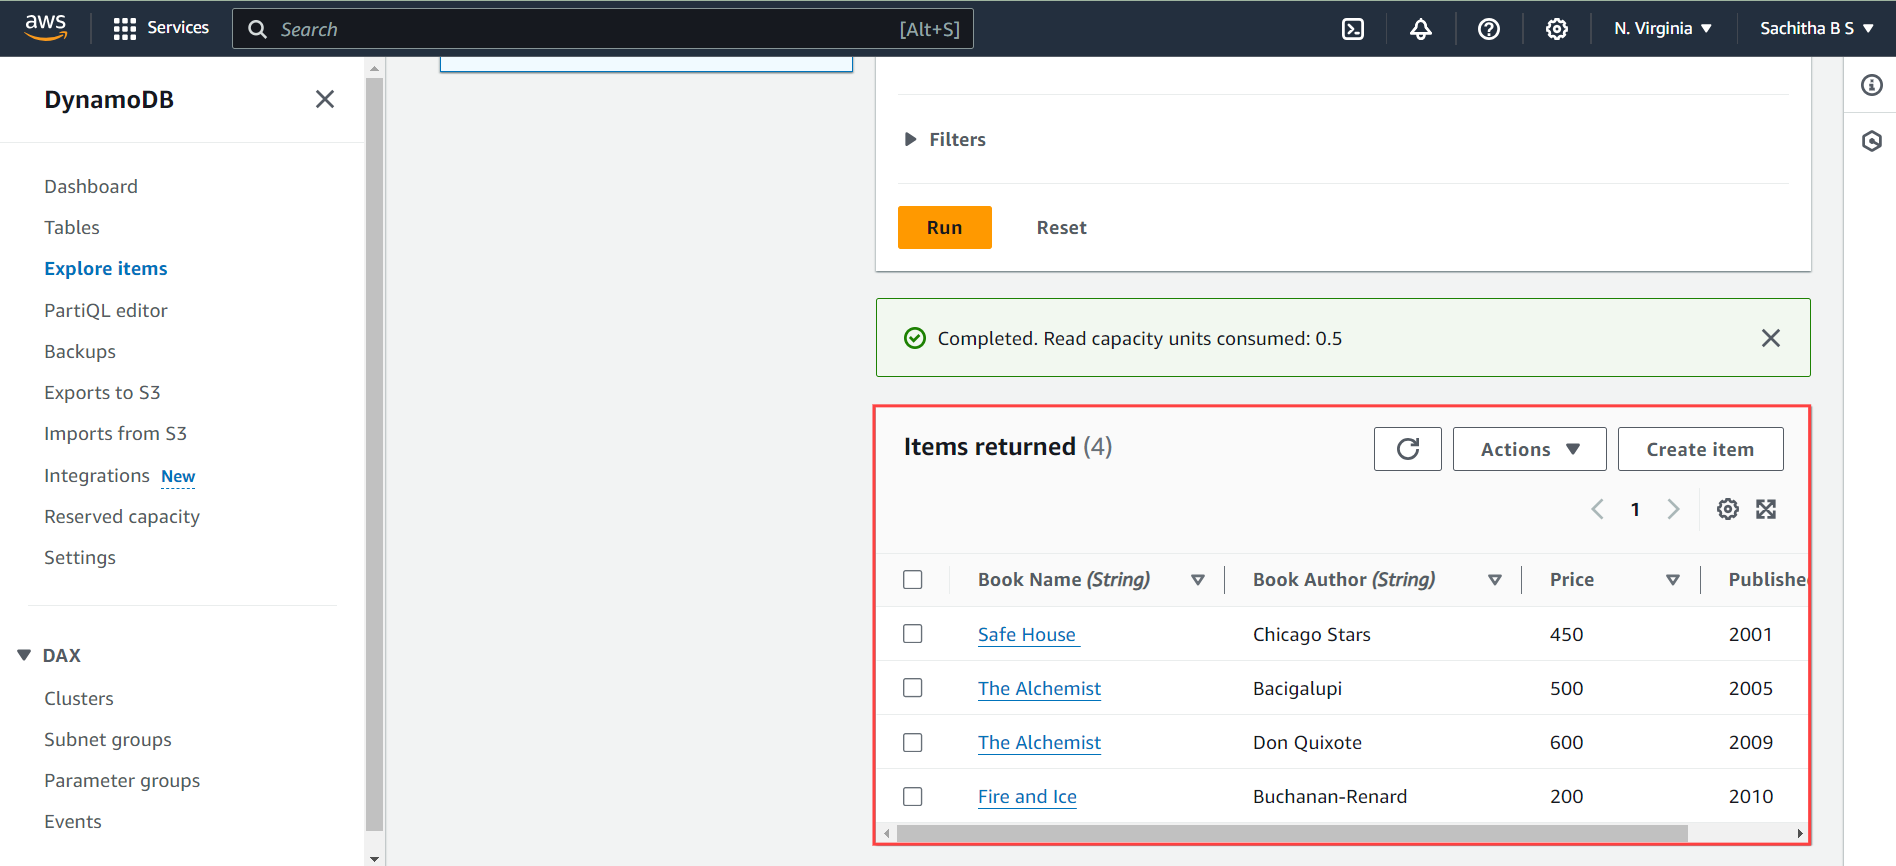 aws Services Search [Alt+S] N. Virginia Sachitha B S
DynamoDB
Dashboard
Tables
Explore items
PartiQL editor
Backups
Exports to S3
Imports from S3
Integrations New
Reserved capacity
Settings
DAX
Clusters
Subnet groups
Parameter groups
Events
Filters
Run Reset
Completed. Read capacity units consumed: 0.5
Items returned (4) Actions Create item
1
Book Name (String) Book Author (String) Price Publishe
Safe House Chicago Stars 450 2001
The Alchemist Bacigalupi 500 2005
The Alchemist Don Quixote 600 2009
Fire and Ice Buchanan-Renard 200 2010